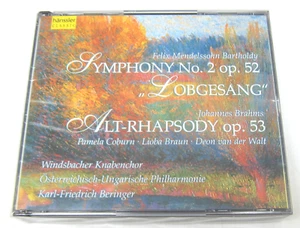 hänssler
CLASSIC
Felix Mendelssohn Bartholdy
SYMPHONY No. 2 op. 52
„LOBGESANG"
Johannes Brahms
ALT-RHAPSODY op. 53
Pamela Coburn · Lioba Braun · Deon van der Walt
Windsbacher Knabenchor
Österreichisch-Ungarische Philharmonie
Karl-Friedrich Beringer